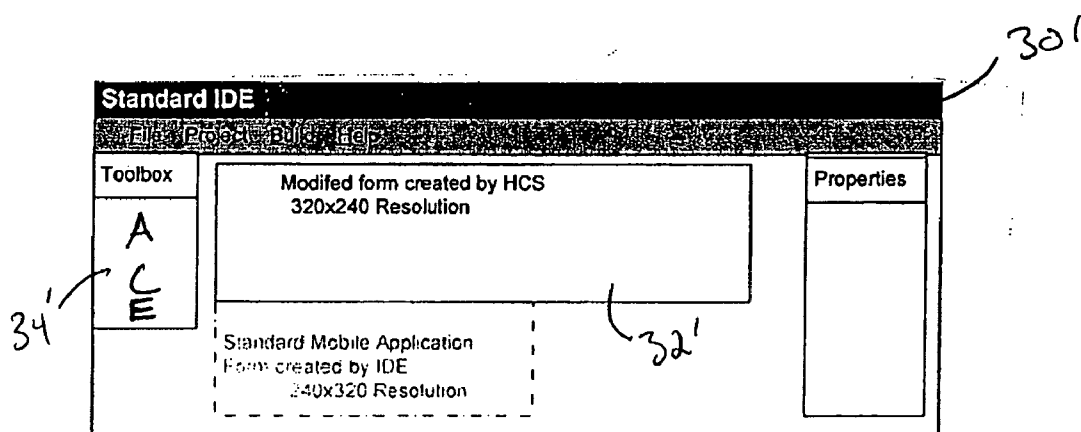 30'
Standard IDE
File Project Build Help
Toolbox
A
C
E
34'
Modifed form created by HCS
320x240 Resolution
32'
Standard Mobile Application
Form created by IDE
240x320 Resolution
Properties